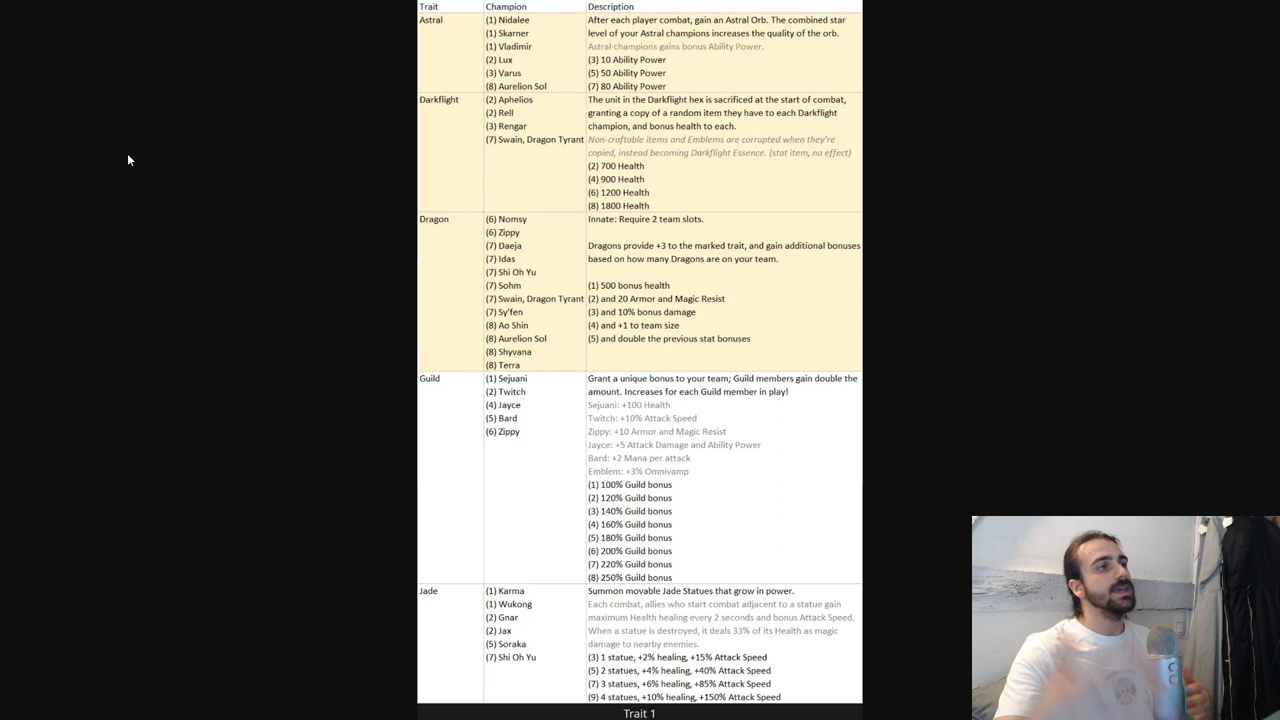 Trait Champion Description
Astral (1) Nidalee After each player combat, gain an Astral Orb. The combined star
(1) Skarner level of your Astral champions increases the quality of the orb.
(1) Vladimir Astral champions gains bonus Ability Power.
(2) Lux (3) 10 Ability Power
(3) Varus (5) 50 Ability Power
(8) Aurelion Sol (7) 80 Ability Power
Darkflight (2) Aphelios The unit in the Darkflight hex is sacrificed at the start of combat,
(2) Rell granting a copy of a random item they have to each Darkflight
(3) Rengar champion, and bonus health to each.
(7) Swain, Dragon Tyrant Non-craftable items and Emblems are corrupted when they're
copied, instead becoming Darkflight Essence. (stat item, no effect)
(2) 700 Health
(4) 900 Health
(6) 1200 Health
(8) 1800 Health
Dragon (6) Nomsy Innate: Require 2 team slots.
(6) Zippy
(7) Daeja Dragons provide +3 to the marked trait, and gain additional bonuses
(7) Idas based on how many Dragons are on your team.
(7) Shi Oh Yu
(7) Sohm (1) 500 bonus health
(7) Swain, Dragon Tyrant (2) and 20 Armor and Magic Resist
(7) Sy'fen (3) and 10% bonus damage
(8) Ao Shin (4) and +1 to team size
(8) Aurelion Sol (5) and double the previous stat bonuses
(8) Shyvana
(8) Terra
Guild (1) Sejuani Grant a unique bonus to your team; Guild members gain double the
(2) Twitch amount. Increases for each Guild member in play!
(4) Jayce Sejuani: +100 Health
(5) Bard Twitch: +10% Attack Speed
(6) Zippy Zippy: +10 Armor and Magic Resist
Jayce: +5 Attack Damage and Ability Power
Bard: +2 Mana per attack
Emblem: +3% Omnivamp
(1) 100% Guild bonus
(2) 120% Guild bonus
(3) 140% Guild bonus
(4) 160% Guild bonus
(5) 180% Guild bonus
(6) 200% Guild bonus
(7) 220% Guild bonus
(8) 250% Guild bonus
Jade (1) Karma Summon movable Jade Statues that grow in power.
(1) Wukong Each combat, allies who start combat adjacent to a statue gain
(2) Gnar maximum Health healing every 2 seconds and bonus Attack Speed.
(2) Jax When a statue is destroyed, it deals 33% of its Health as magic
(5) Soraka damage to nearby enemies.
(7) Shi Oh Yu (3) 1 statue, +2% healing, +15% Attack Speed
(5) 2 statues, +4% healing, +40% Attack Speed
(7) 3 statues, +6% healing, +85% Attack Speed
(9) 4 statues, +10% healing, +150% Attack Speed
Trait 1